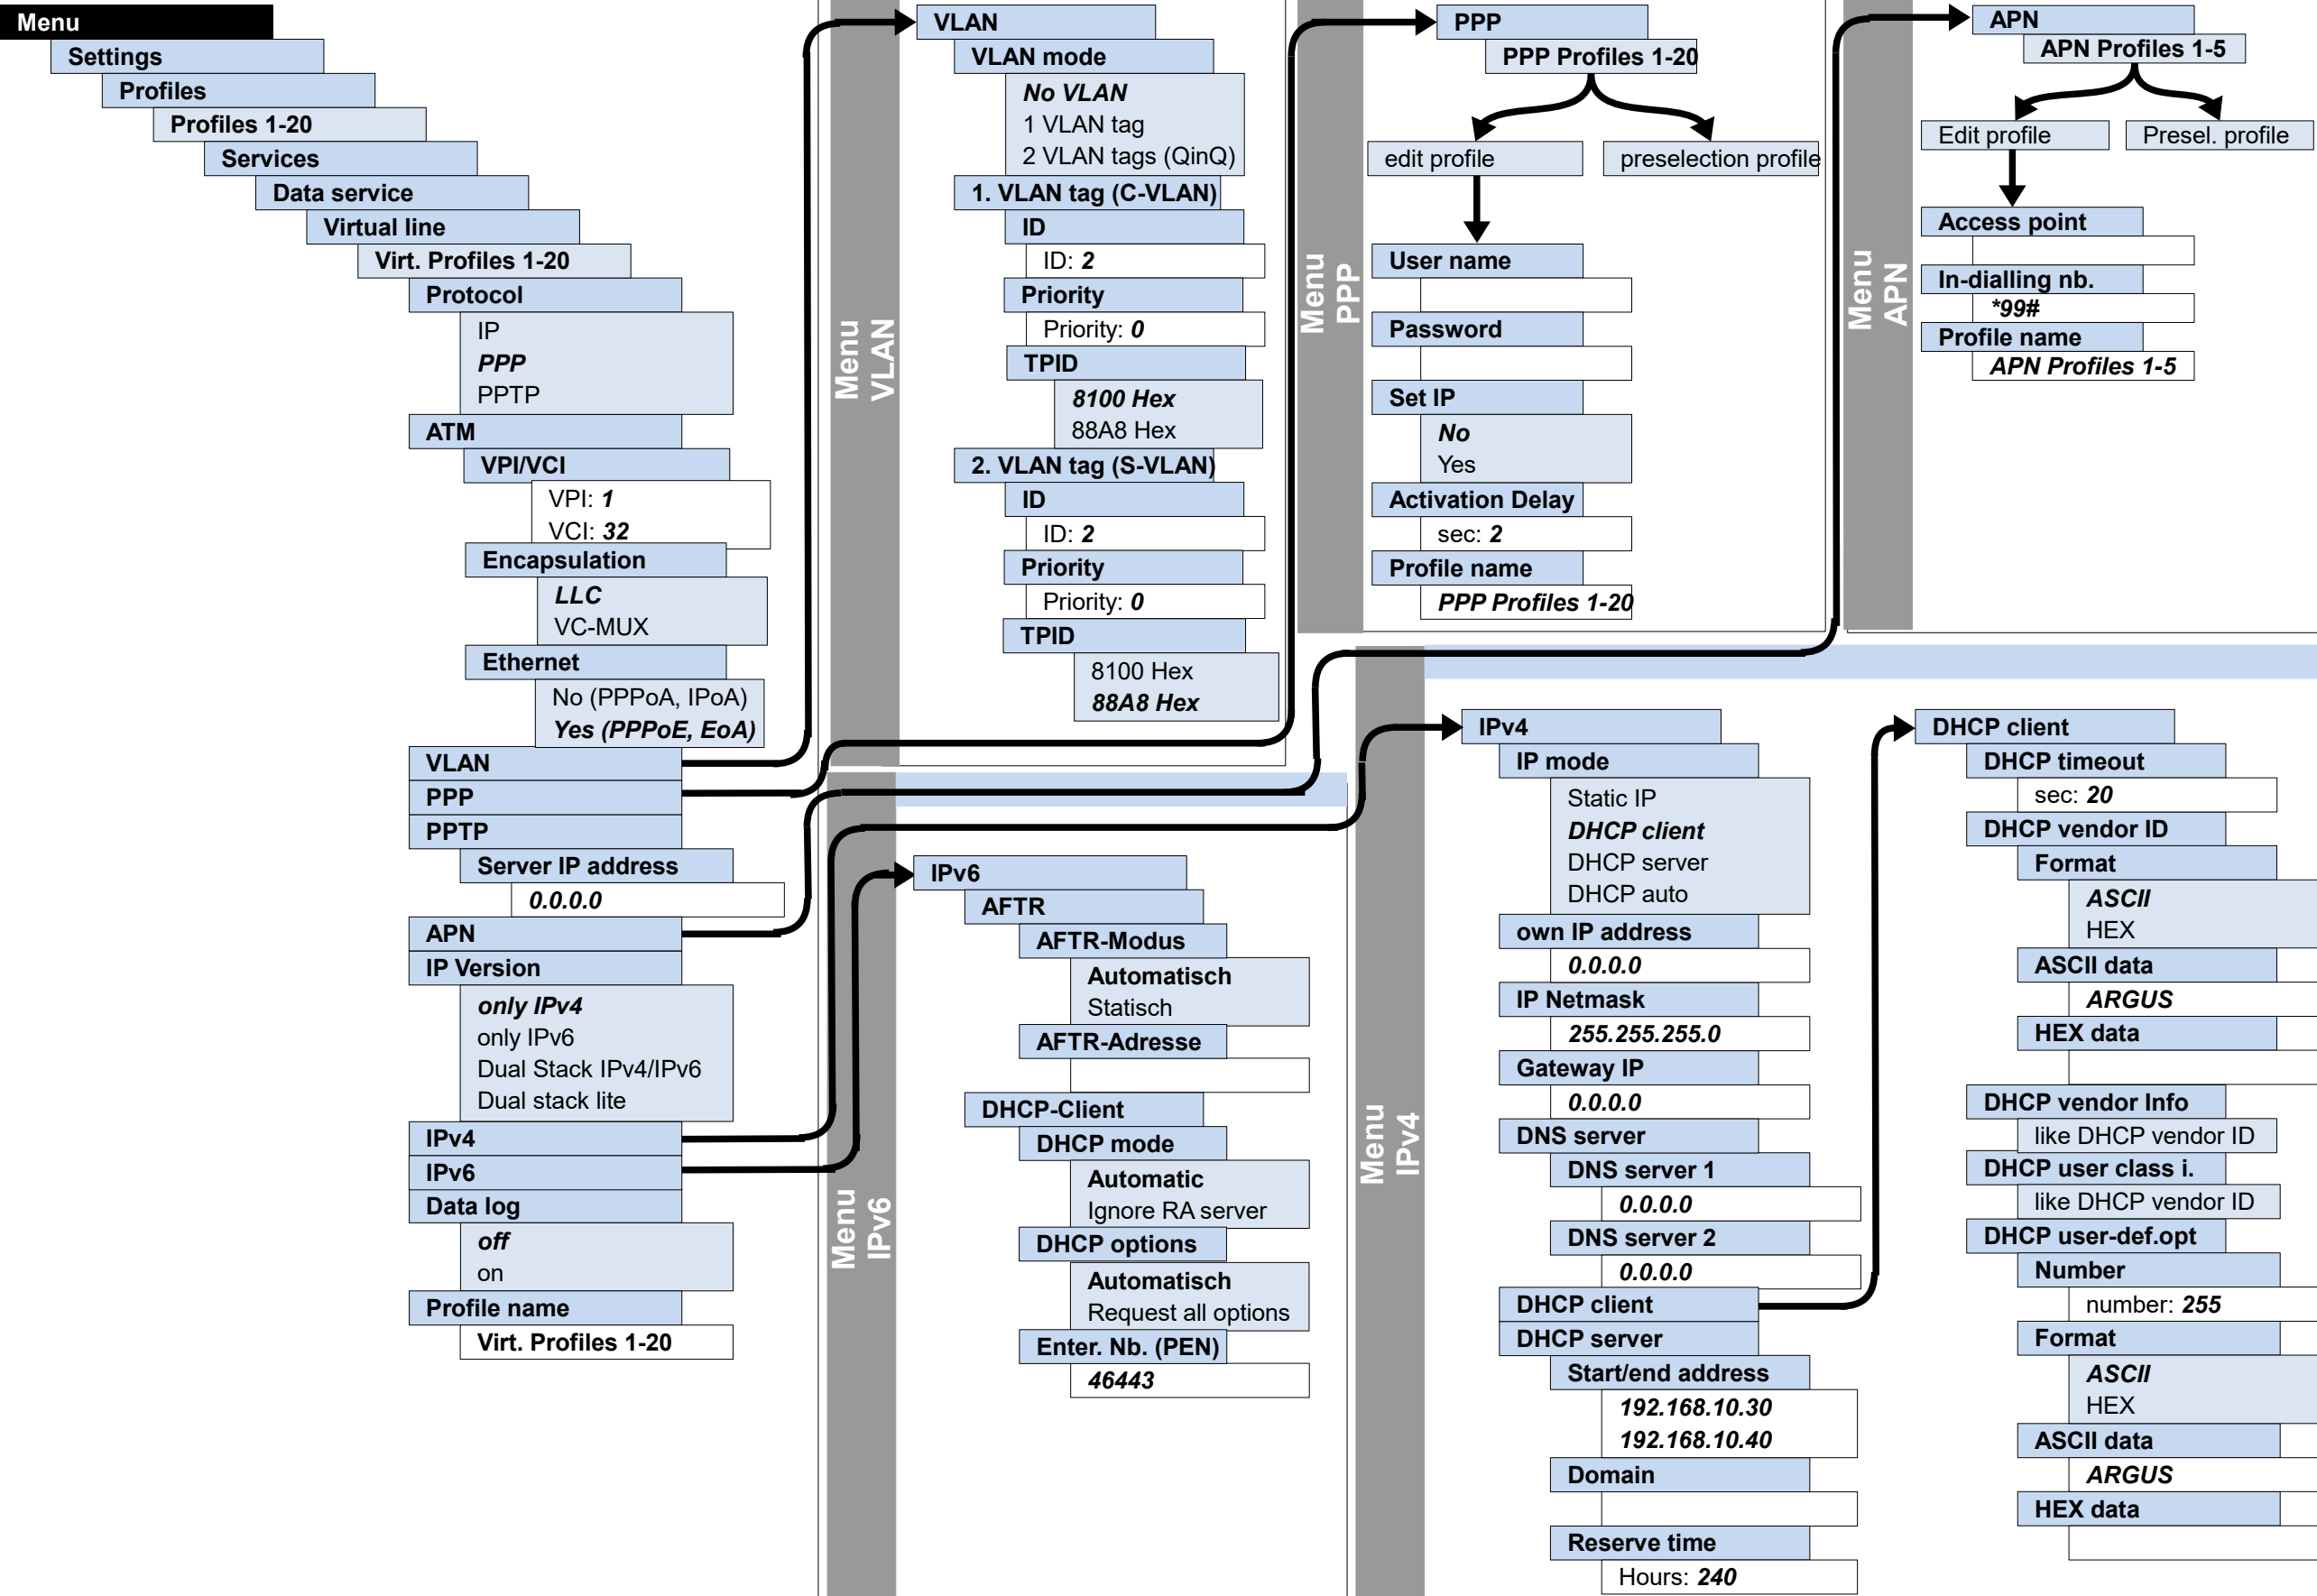 Menu
Settings
Profiles
Profiles 1-20
Services
Data service
Virtual line
Virt. Profiles 1-20
Protocol
IP
PPP
PPTP
ATM
VPI/VCI
VPI: 1
VCI: 32
Encapsulation
LLC
VC-MUX
Ethernet
No (PPPoA, IPoA)
Yes (PPPoE, EoA)
VLAN
PPP
PPTP
Server IP address
0.0.0.0
APN
IP Version
only IPv4
only IPv6
Dual Stack IPv4/IPv6
Dual stack lite
IPv4
IPv6
Data log
off
on
Profile name
Virt. Profiles 1-20
Menu
VLAN
VLAN
VLAN mode
No VLAN
1 VLAN tag
2 VLAN tags (QinQ)
1. VLAN tag (C-VLAN)
ID
ID: 2
Priority
Priority: 0
TPID
8100 Hex
88A8 Hex
2. VLAN tag (S-VLAN)
ID
ID: 2
Priority
Priority: 0
TPID
8100 Hex
88A8 Hex
Menu
PPP
PPP
PPP Profiles 1-20
edit profile
preselection profile
User name
Password
Set IP
No
Yes
Activation Delay
sec: 2
Profile name
PPP Profiles 1-20
Menu
APN
APN
APN Profiles 1-5
Edit profile
Presel. profile
Access point
In-dialling nb.
*99#
Profile name
APN Profiles 1-5
Menu
IPv6
IPv6
AFTR
AFTR-Modus
Automatisch
Statisch
AFTR-Adresse
DHCP-Client
DHCP mode
Automatic
Ignore RA server
DHCP options
Automatisch
Request all options
Enter. Nb. (PEN)
46443
Menu
IPv4
IPv4
IP mode
Static IP
DHCP client
DHCP server
DHCP auto
own IP address
0.0.0.0
IP Netmask
255.255.255.0
Gateway IP
0.0.0.0
DNS server
DNS server 1
0.0.0.0
DNS server 2
0.0.0.0
DHCP client
DHCP server
Start/end address
192.168.10.30
192.168.10.40
Domain
Reserve time
Hours: 240
DHCP client
DHCP timeout
sec: 20
DHCP vendor ID
Format
ASCII
HEX
ASCII data
ARGUS
HEX data
DHCP vendor Info
like DHCP vendor ID
DHCP user class i.
like DHCP vendor ID
DHCP user-def.opt
Number
number: 255
Format
ASCII
HEX
ASCII data
ARGUS
HEX data